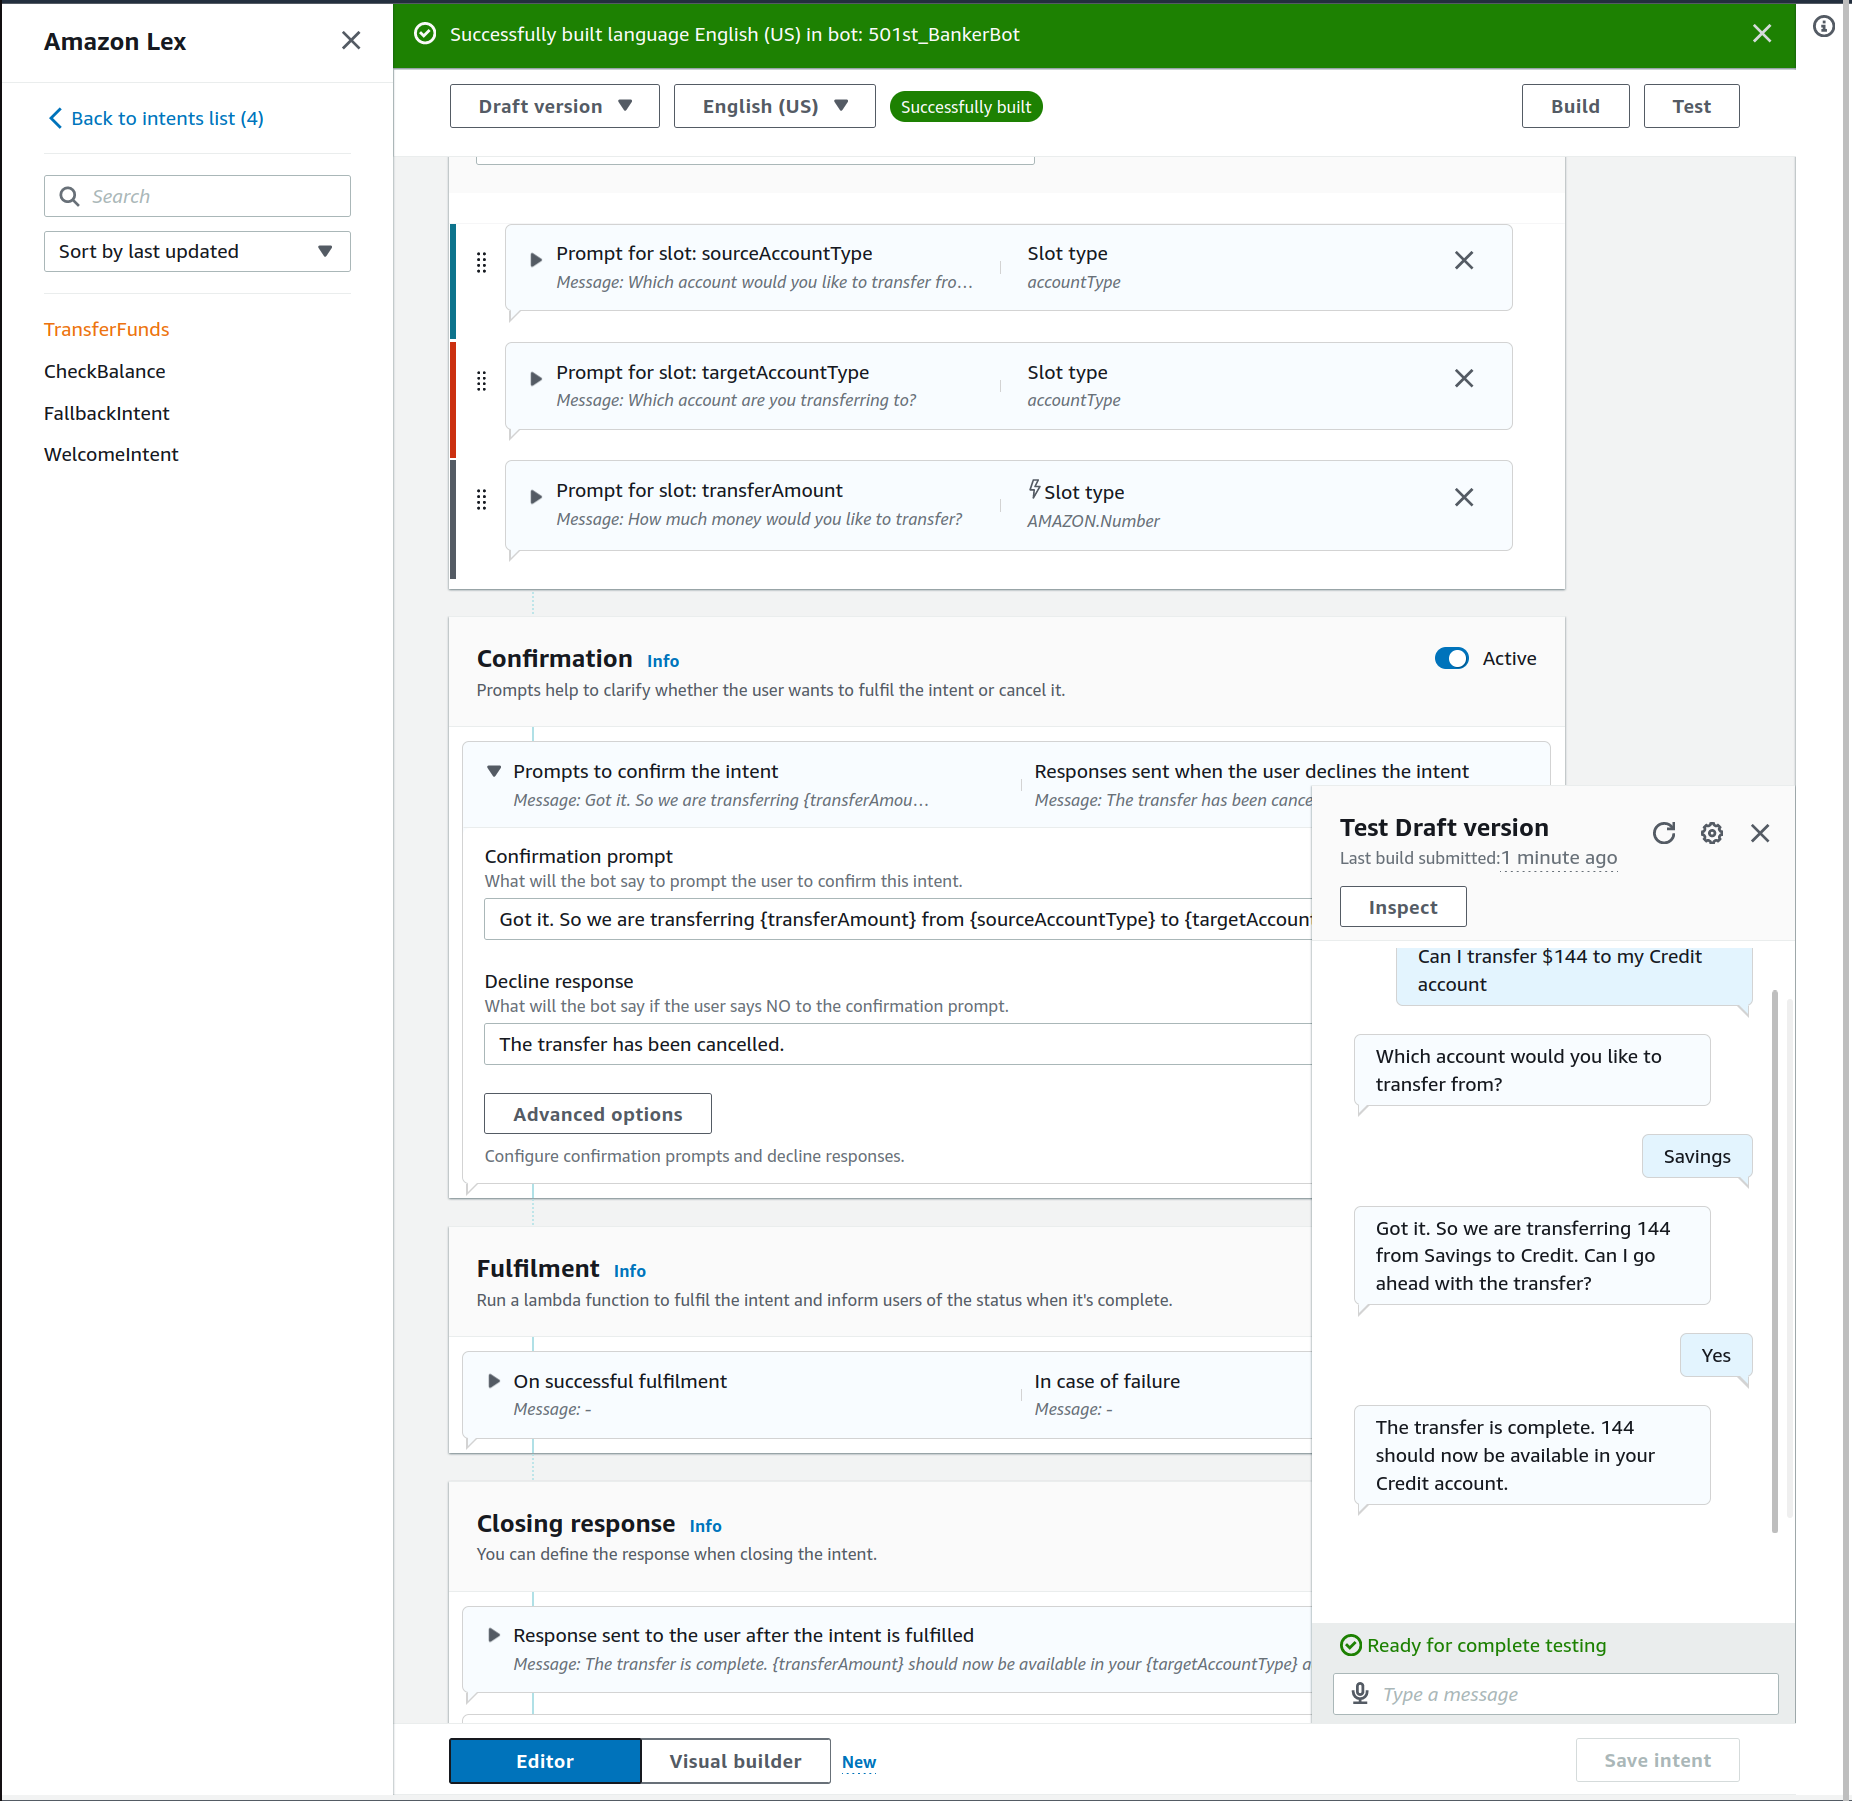 Amazon Lex
Back to intents list (4)
Search
Sort by last updated
TransferFunds
CheckBalance
FallbackIntent
WelcomeIntent
Successfully built language English (US) in bot: 501st_BankerBot
Draft version
English (US)
Successfully built
Build
Test
Prompt for slot: sourceAccountType
Message: Which account would you like to transfer fro…
Slot type
accountType
Prompt for slot: targetAccountType
Message: Which account are you transferring to?
Slot type
accountType
Prompt for slot: transferAmount
Message: How much money would you like to transfer?
Slot type
AMAZON.Number
Confirmation Info
Active
Prompts help to clarify whether the user wants to fulfil the intent or cancel it.
Prompts to confirm the intent
Message: Got it. So we are transferring {transferAmou…
Responses sent when the user declines the intent
Message: The transfer has been cance
Confirmation prompt
What will the bot say to prompt the user to confirm this intent.
Got it. So we are transferring {transferAmount} from {sourceAccountType} to {targetAccoun
Decline response
What will the bot say if the user says NO to the confirmation prompt.
The transfer has been cancelled.
Advanced options
Configure confirmation prompts and decline responses.
Fulfilment Info
Run a lambda function to fulfil the intent and inform users of the status when it's complete.
On successful fulfilment
Message: -
In case of failure
Message: -
Closing response Info
You can define the response when closing the intent.
Response sent to the user after the intent is fulfilled
Message: The transfer is complete. {transferAmount} should now be available in your {targetAccountType} a
Editor
Visual builder
New
Save intent
Test Draft version
Last build submitted:1 minute ago
Inspect
Can I transfer $144 to my Credit
account
Which account would you like to
transfer from?
Savings
Got it. So we are transferring 144
from Savings to Credit. Can I go
ahead with the transfer?
Yes
The transfer is complete. 144
should now be available in your
Credit account.
Ready for complete testing
Type a message